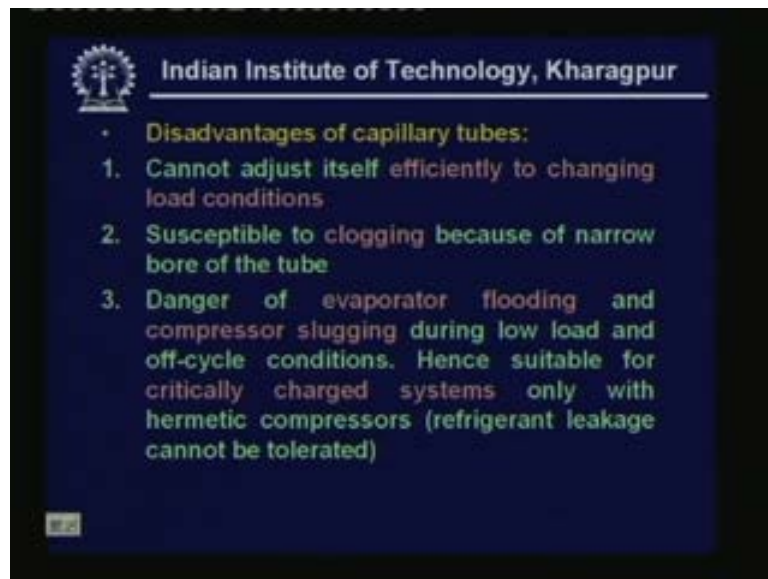 Indian Institute of Technology, Kharagpur
• Disadvantages of capillary tubes:
1. Cannot adjust itself efficiently to changing
load conditions
2. Susceptible to clogging because of narrow
bore of the tube
3. Danger of evaporator flooding and
compressor slugging during low load and
off-cycle conditions. Hence suitable for
critically charged systems only with
hermetic compressors (refrigerant leakage
cannot be tolerated)